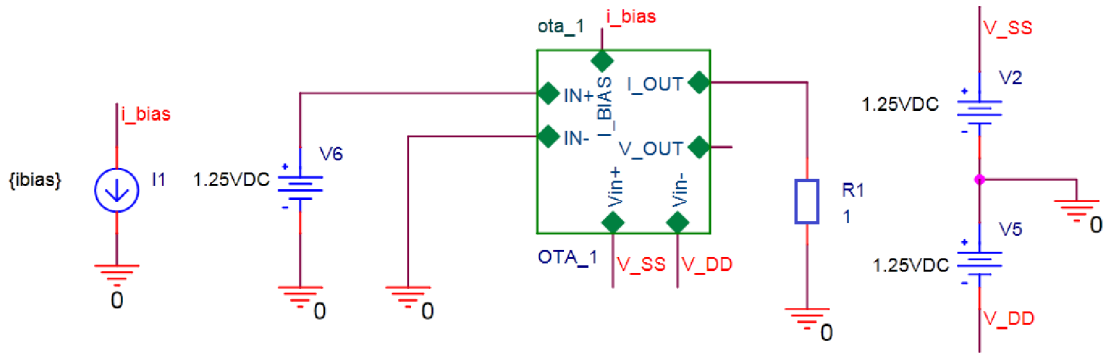 i_bias
{ibias}
I1
0
V6
1.25VDC
+
-
0
0
ota_1
i_bias
IN+
IN-
I_BIAS
I_OUT
V_OUT
Vin+
Vin-
OTA_1
V_SS
V_DD
R1
1
0
V_SS
V2
1.25VDC
+
-
0
V5
1.25VDC
+
-
V_DD